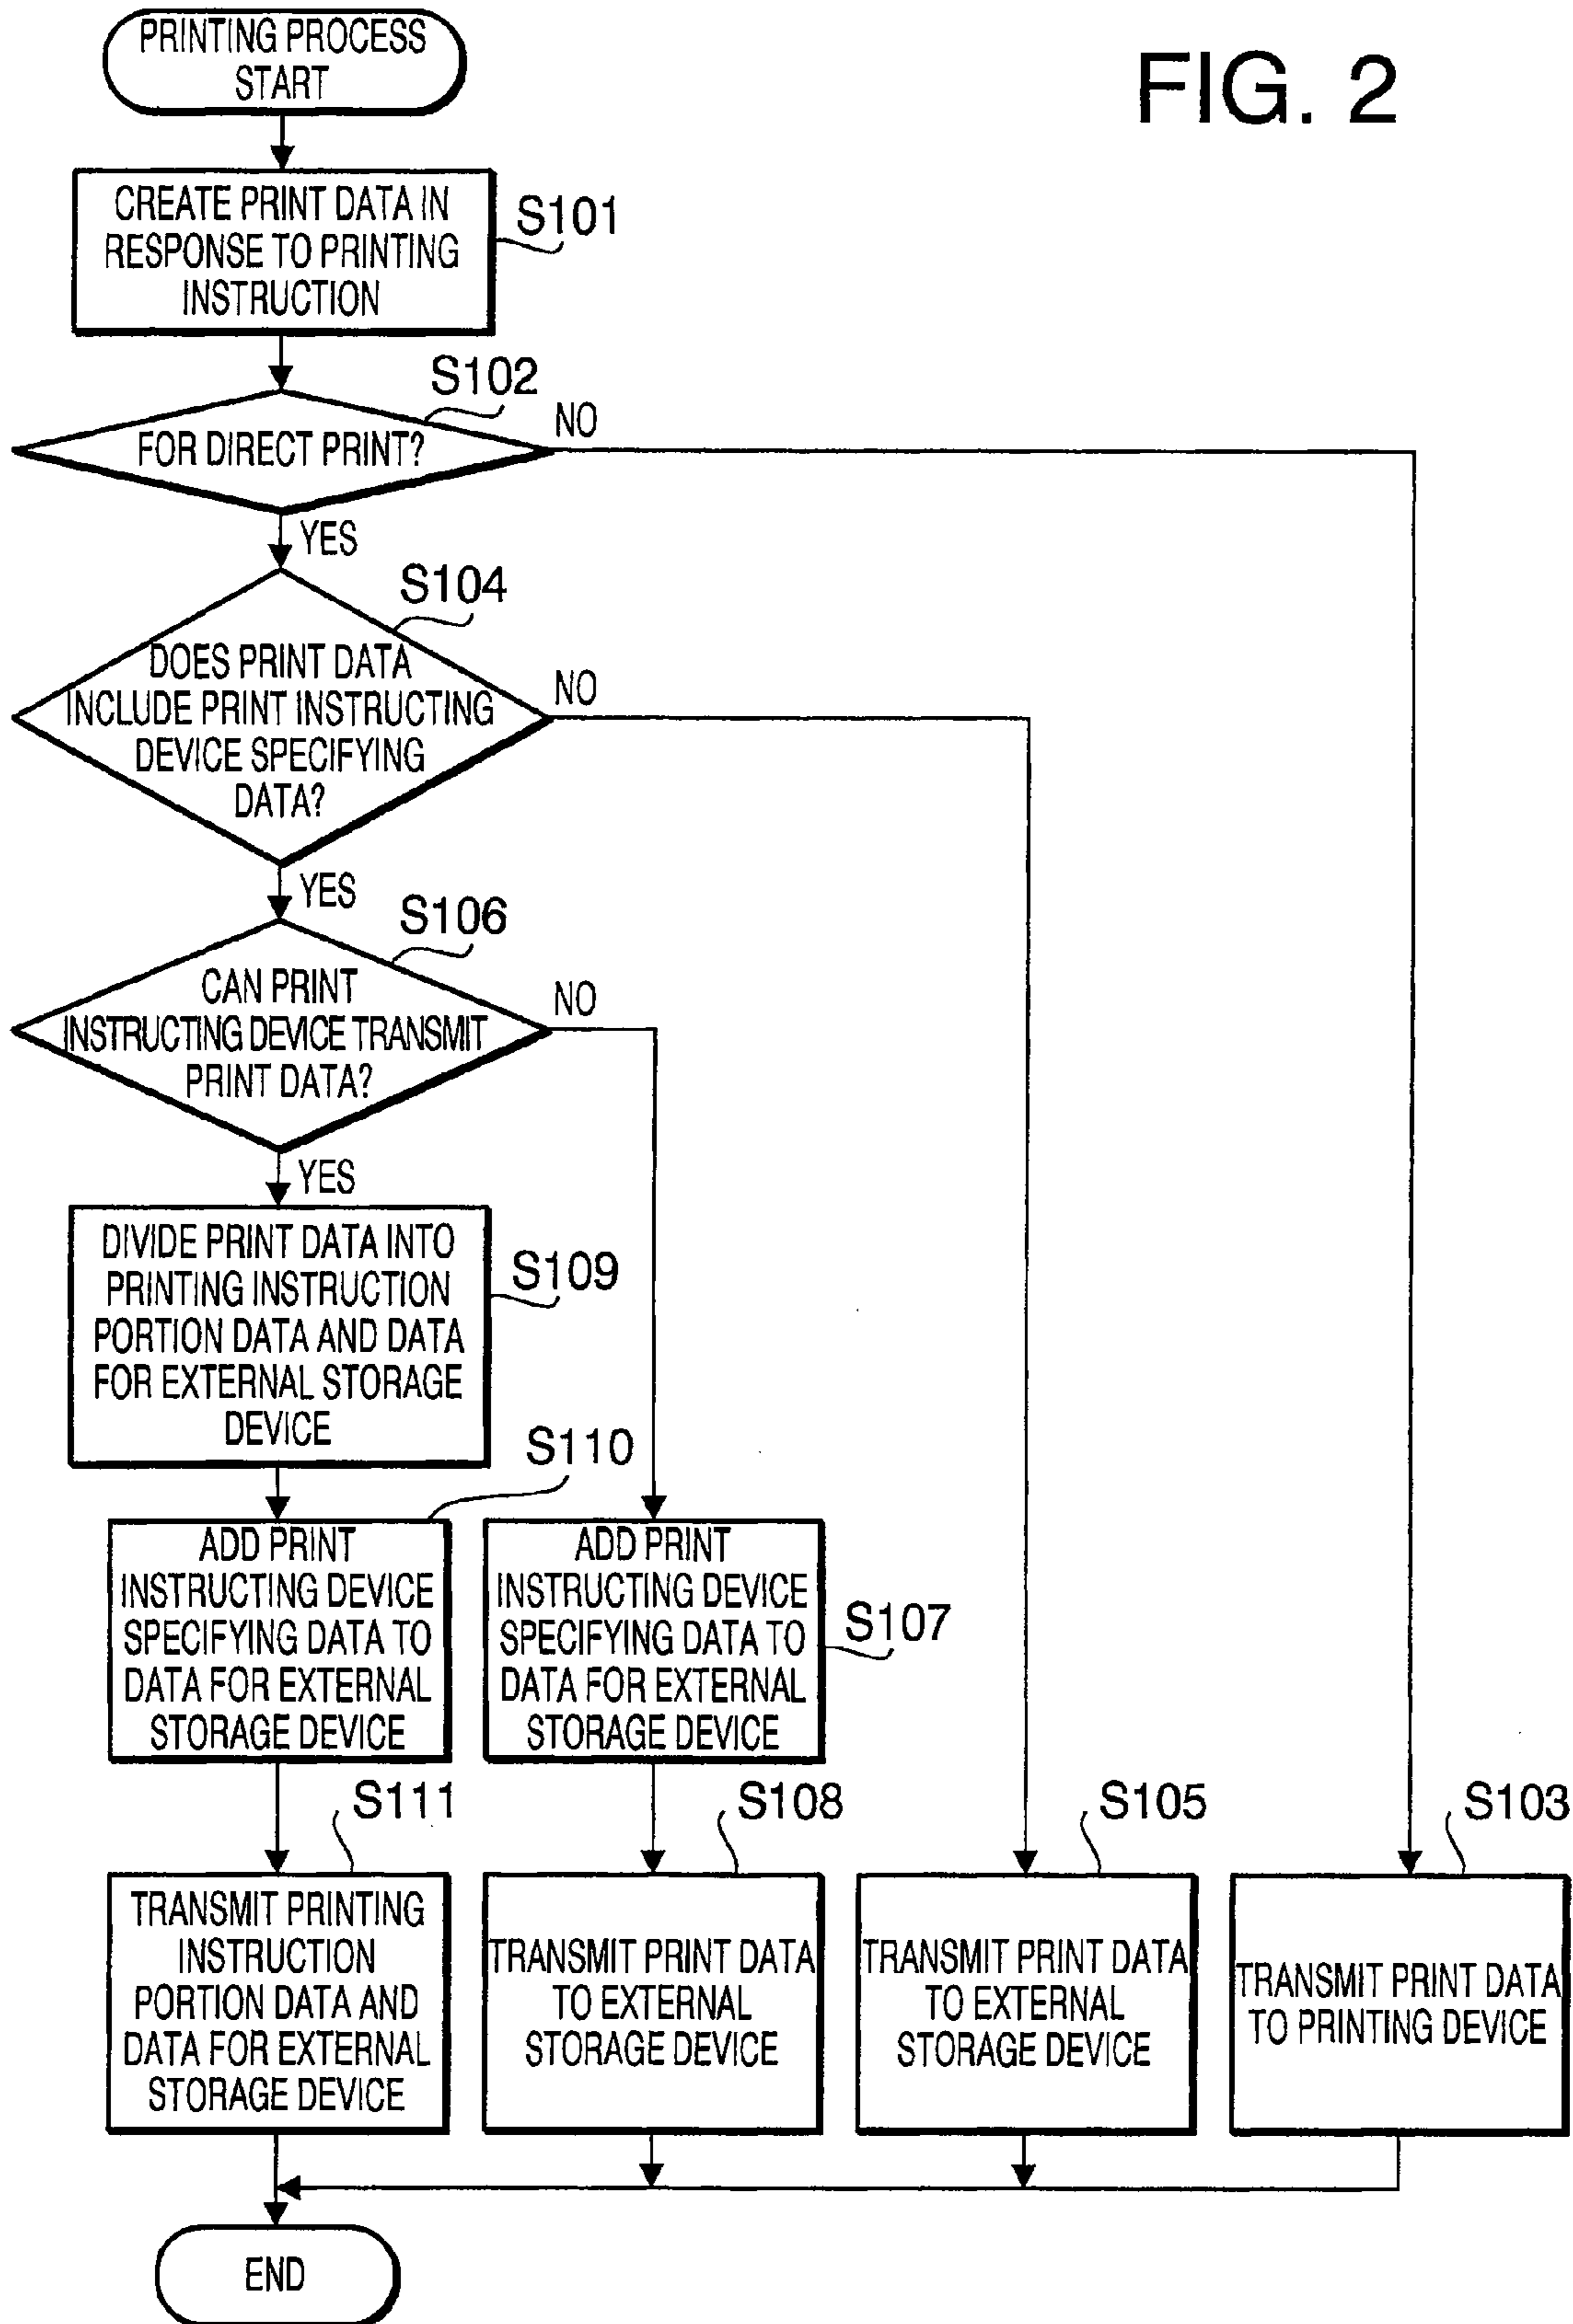 PRINTING PROCESS
START
FIG. 2
CREATE PRINT DATA IN
RESPONSE TO PRINTING
INSTRUCTION
S101
S102
FOR DIRECT PRINT?
NO
YES
S104
DOES PRINT DATA
INCLUDE PRINT INSTRUCTING
DEVICE SPECIFYING
DATA?
NO
YES
S106
CAN PRINT
INSTRUCTING DEVICE TRANSMIT
PRINT DATA?
NO
YES
DIVIDE PRINT DATA INTO
PRINTING INSTRUCTION
PORTION DATA AND DATA
FOR EXTERNAL STORAGE
DEVICE
S109
S110
ADD PRINT
INSTRUCTING DEVICE
SPECIFYING DATA TO
DATA FOR EXTERNAL
STORAGE DEVICE
ADD PRINT
INSTRUCTING DEVICE
SPECIFYING DATA TO
DATA FOR EXTERNAL
STORAGE DEVICE
S107
S111
TRANSMIT PRINTING
INSTRUCTION
PORTION DATA AND
DATA FOR EXTERNAL
STORAGE DEVICE
S108
TRANSMIT PRINT DATA
TO EXTERNAL
STORAGE DEVICE
S105
TRANSMIT PRINT DATA
TO EXTERNAL
STORAGE DEVICE
S103
TRANSMIT PRINT DATA
TO PRINTING DEVICE
END